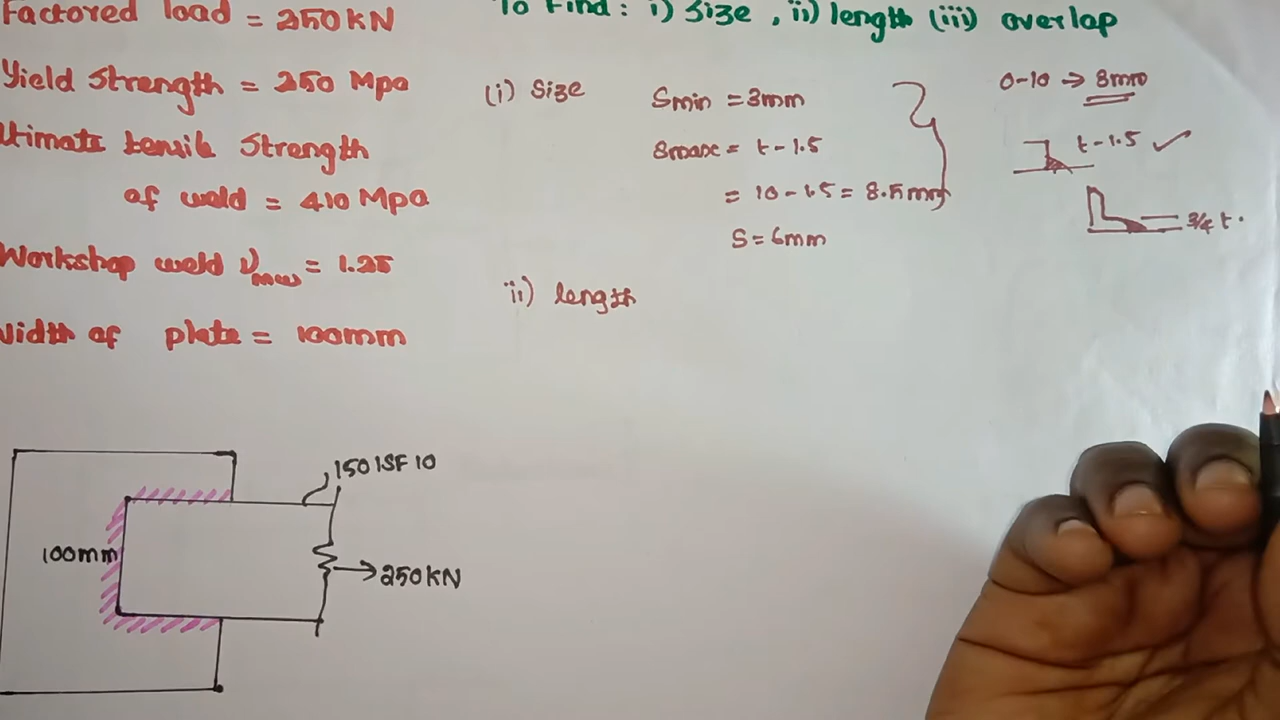 Factored load = 250 kN
Yield Strength = 250 Mpa
Ultimate tensile Strength
of weld = 410 Mpa
Workshop weld γmw = 1.25
Width of plate = 100mm
To Find: i) Size, ii) length (iii) overlap
(i) Size
Smin = 3mm
Smax = t-1.5
= 10-1.5 = 8.5mm
S = 6mm
0-10 → 3mm
t-1.5 ✓
3/4 t.
ii) length
150 ISF 10
100mm
250KN